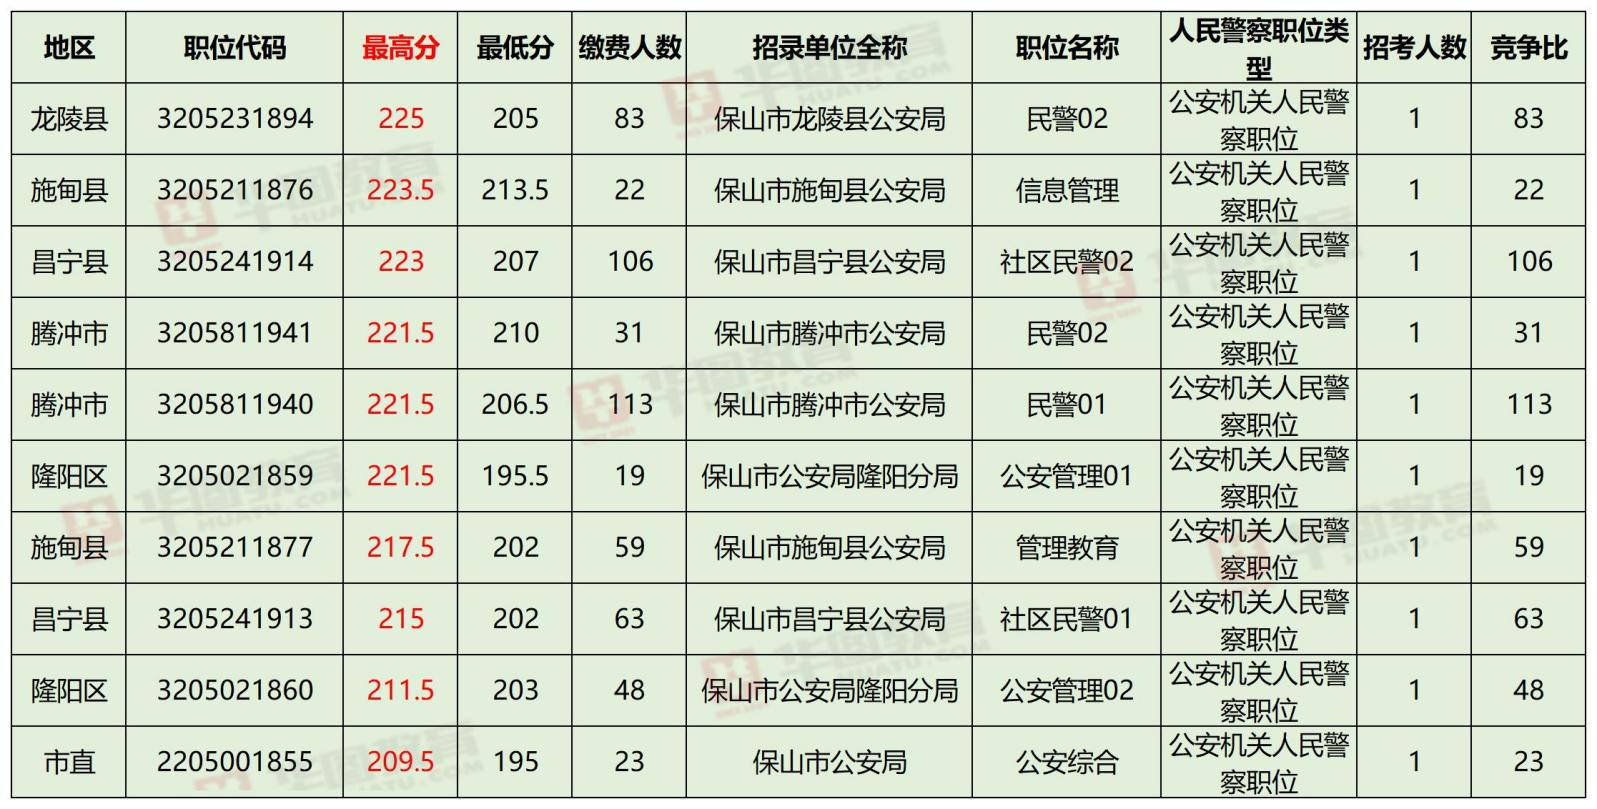 地区 职位代码 最高分 最低分 缴费人数 招录单位全称 职位名称 人民警察职位类型 招考人数 竞争比
龙陵县 3205231894 225 205 83 保山市龙陵县公安局 民警02 公安机关人民警察职位 1 83
施甸县 3205211876 223.5 213.5 22 保山市施甸县公安局 信息管理 公安机关人民警察职位 1 22
昌宁县 3205241914 223 207 106 保山市昌宁县公安局 社区民警02 公安机关人民警察职位 1 106
腾冲市 3205811941 221.5 210 31 保山市腾冲市公安局 民警02 公安机关人民警察职位 1 31
腾冲市 3205811940 221.5 206.5 113 保山市腾冲市公安局 民警01 公安机关人民警察职位 1 113
隆阳区 3205021859 221.5 195.5 19 保山市公安局隆阳分局 公安管理01 公安机关人民警察职位 1 19
施甸县 3205211877 217.5 202 59 保山市施甸县公安局 管理教育 公安机关人民警察职位 1 59
昌宁县 3205241913 215 202 63 保山市昌宁县公安局 社区民警01 公安机关人民警察职位 1 63
隆阳区 3205021860 211.5 203 48 保山市公安局隆阳分局 公安管理02 公安机关人民警察职位 1 48
市直 2205001855 209.5 195 23 保山市公安局 公安综合 公安机关人民警察职位 1 23
华图教育
HUATU.COM